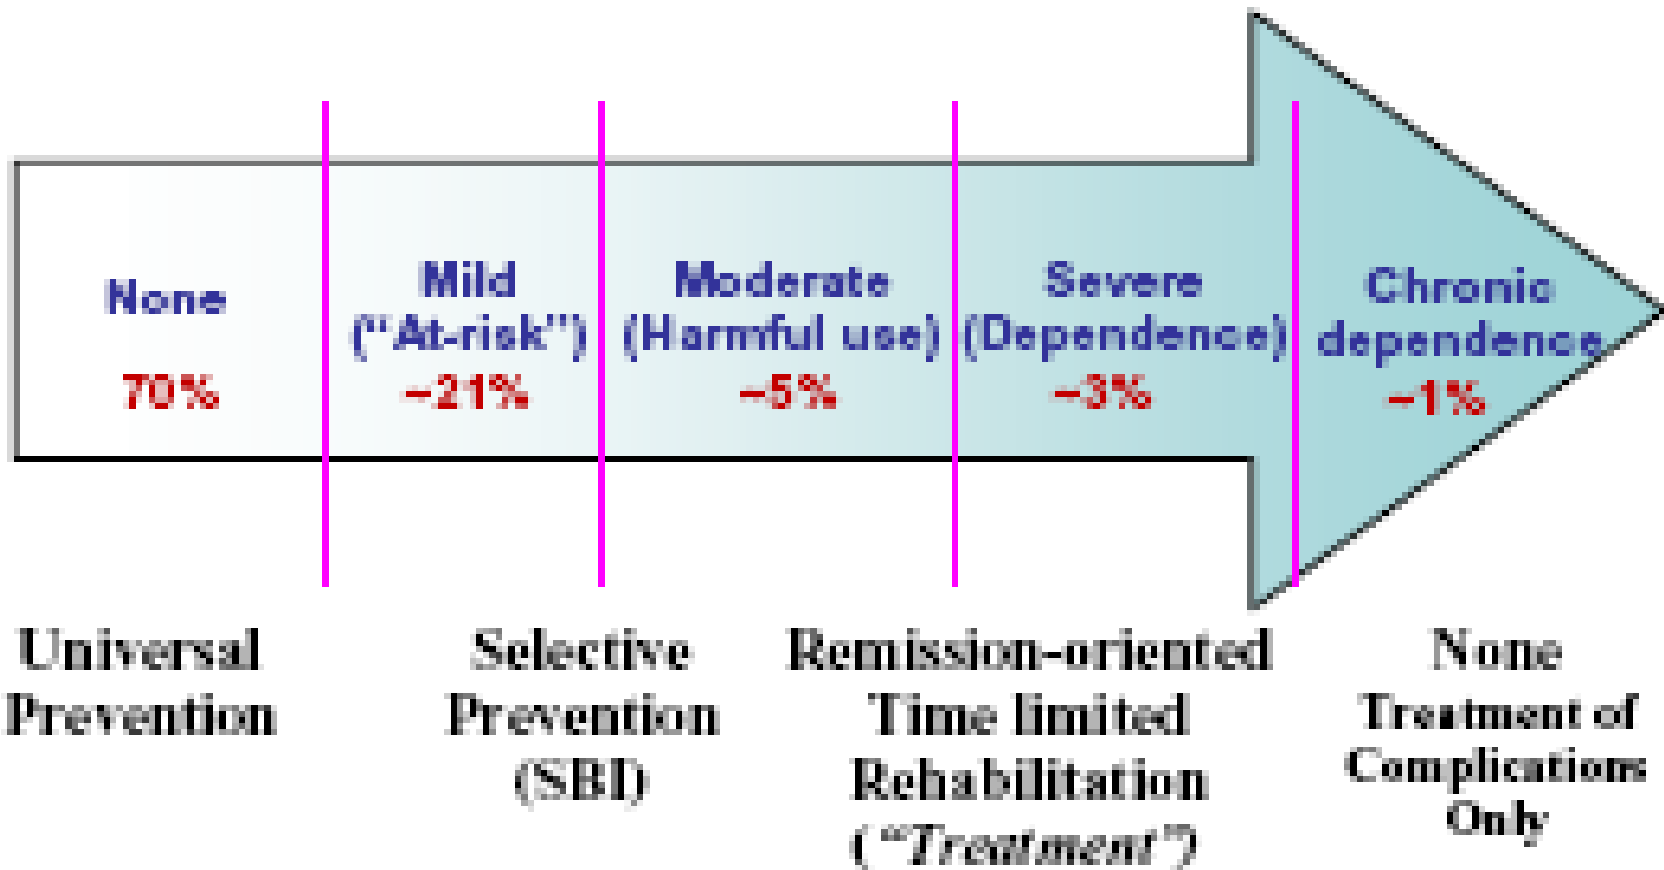 None
70%
Mild
("At-risk")
~21%
Moderate
(Harmful use)
~5%
Severe
(Dependence)
~3%
Chronic
dependence
~1%
Universal
Prevention
Selective
Prevention
(SBI)
Remission-oriented
Time limited
Rehabilitation
("Treatment")
None
Treatment of
Complications
Only